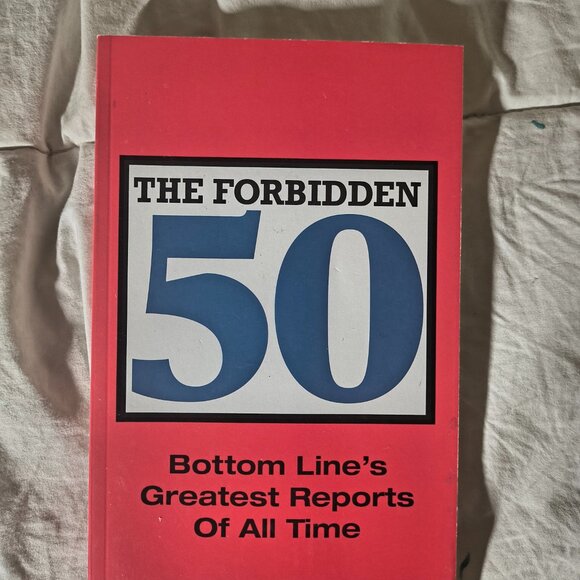 THE FORBIDDEN
50
Bottom Line's
Greatest Reports
Of All Time